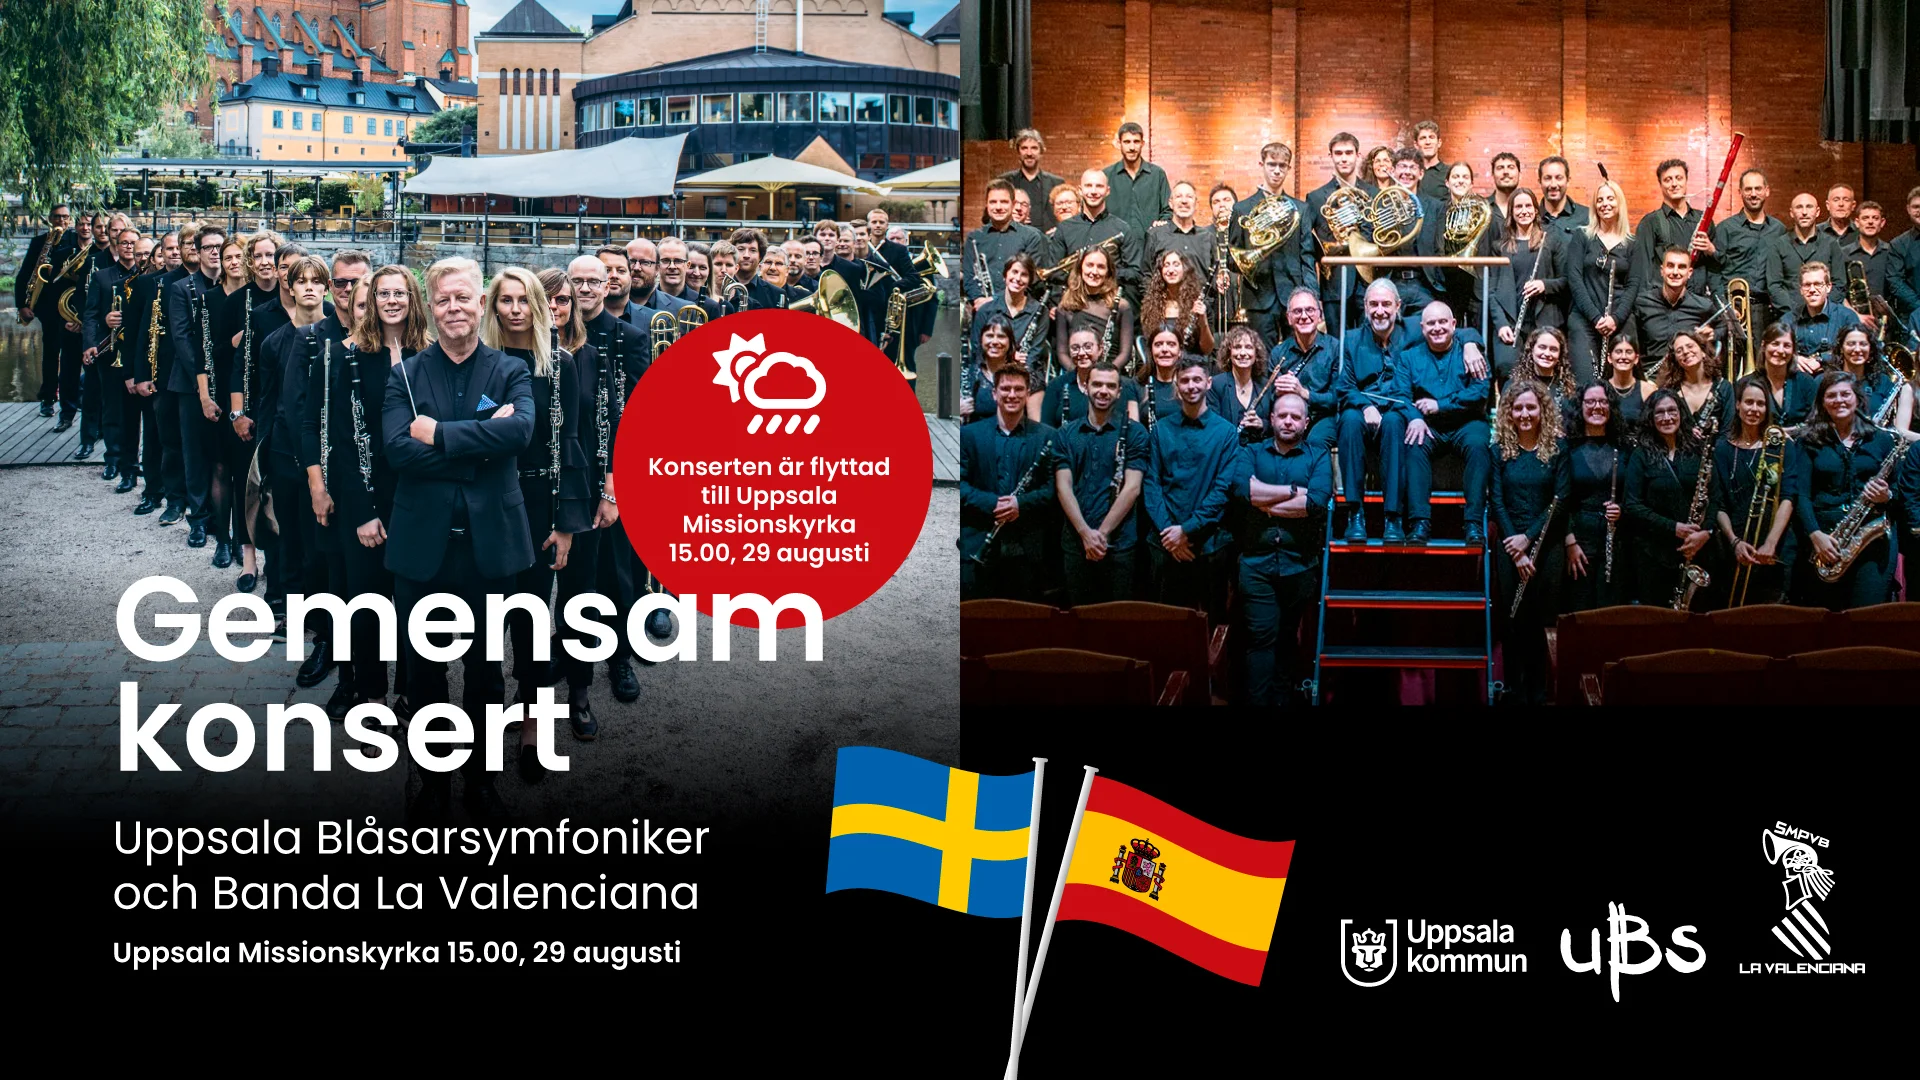 Konserten är flyttad
till Uppsala
Missionskyrka
15.00, 29 augusti
Gemensam
konsert
Uppsala Blåsarsymfoniker
och Banda La Valenciana
Uppsala Missionskyrka 15.00, 29 augusti
Uppsala
kommun
uBs
SMPVB
LA VALENCIANA